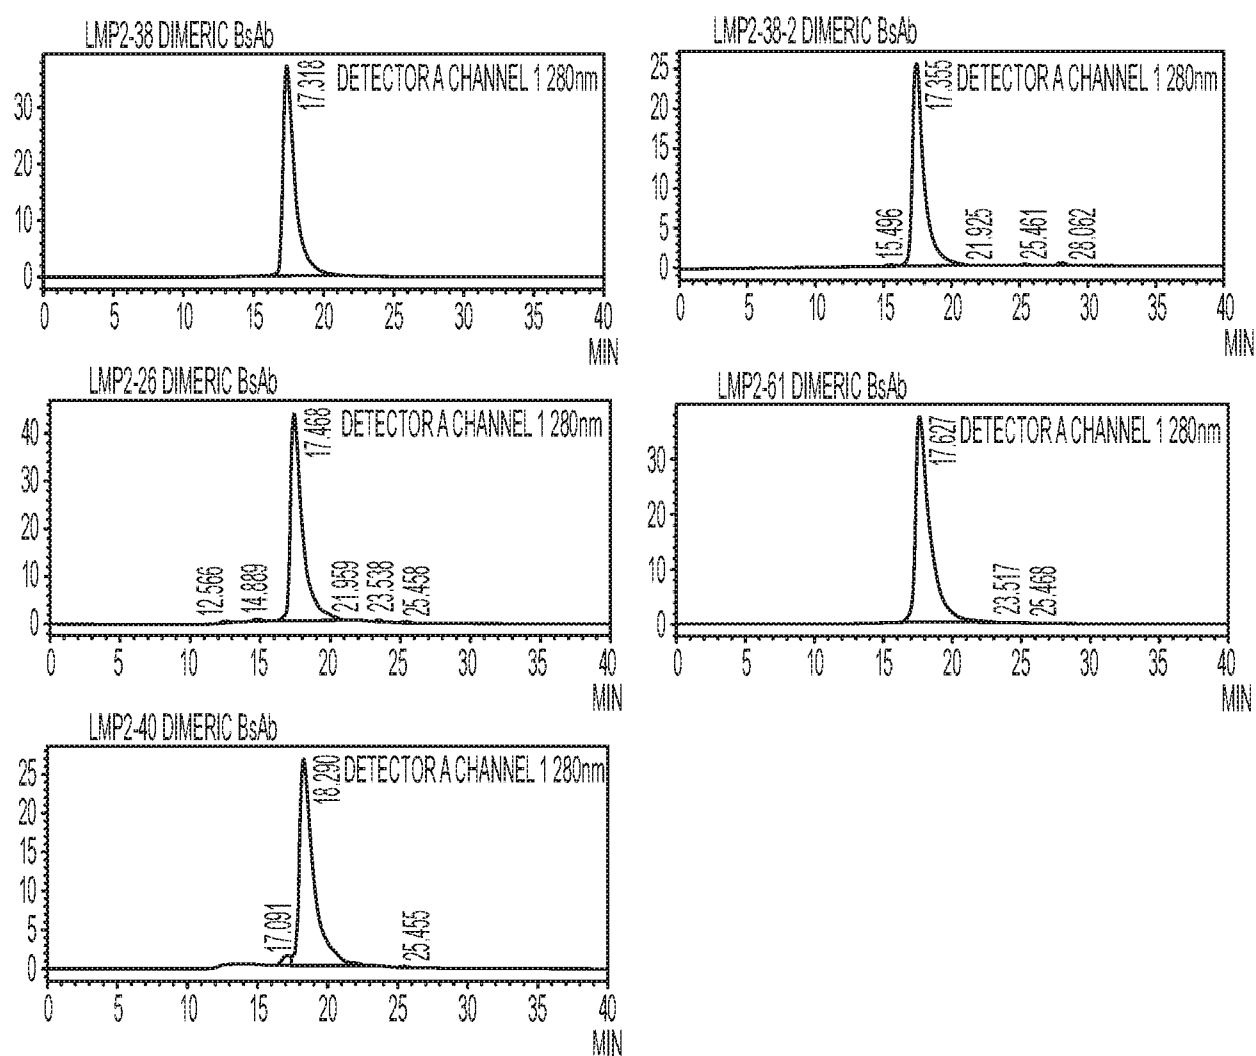 LMP2-38 DIMERIC BsAb
DETECTOR A CHANNEL 1 280nm
17.318
30
20
10
0
0 5 10 15 20 25 30 35 40
MIN
LMP2-38-2 DIMERIC BsAb
DETECTOR A CHANNEL 1 280nm
17.355
25
20
15
10
5
0
15.496
21.925
25.461
28.062
0 5 10 15 20 25 30 35 40
MIN
LMP2-26 DIMERIC BsAb
DETECTOR A CHANNEL 1 280nm
17.468
40
30
20
10
0
12.566
14.889
21.959
23.538
25.458
0 5 10 15 20 25 30 35 40
MIN
LMP2-61 DIMERIC BsAb
DETECTOR A CHANNEL 1 280nm
17.627
30
20
10
0
23.517
25.468
0 5 10 15 20 25 30 35 40
MIN
LMP2-40 DIMERIC BsAb
DETECTOR A CHANNEL 1 280nm
18.290
25
20
15
10
5
0
17.091
25.455
0 5 10 15 20 25 30 35 40
MIN